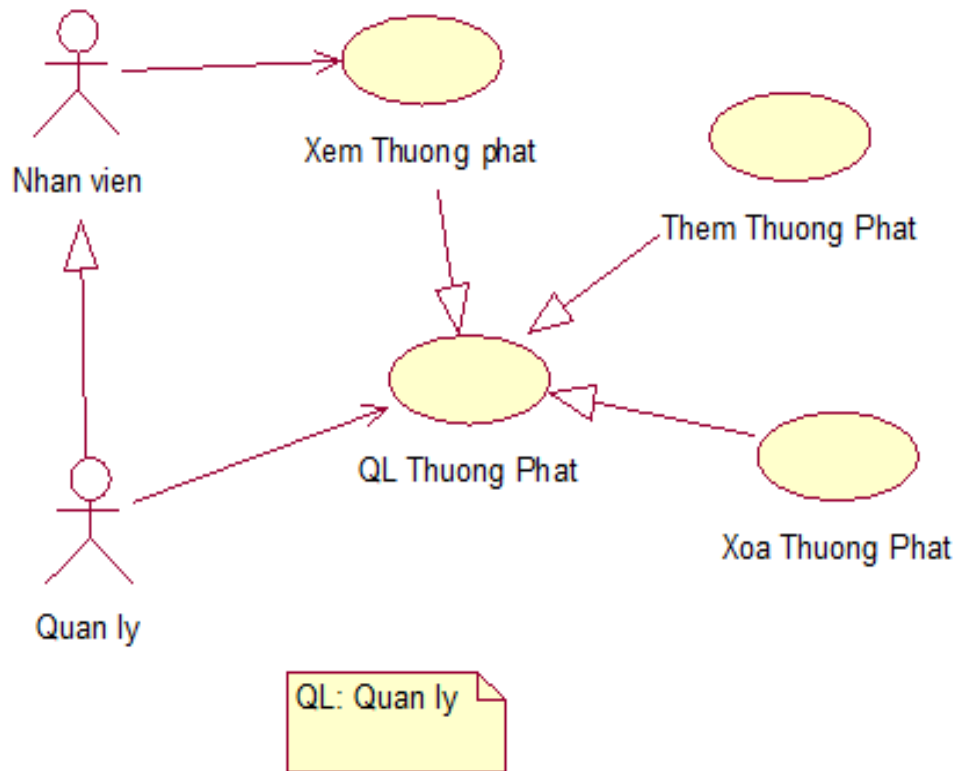 Xem Thuong phat
Nhan vien
Them Thuong Phat
QL Thuong Phat
Xoa Thuong Phat
Quan ly
QL: Quan ly